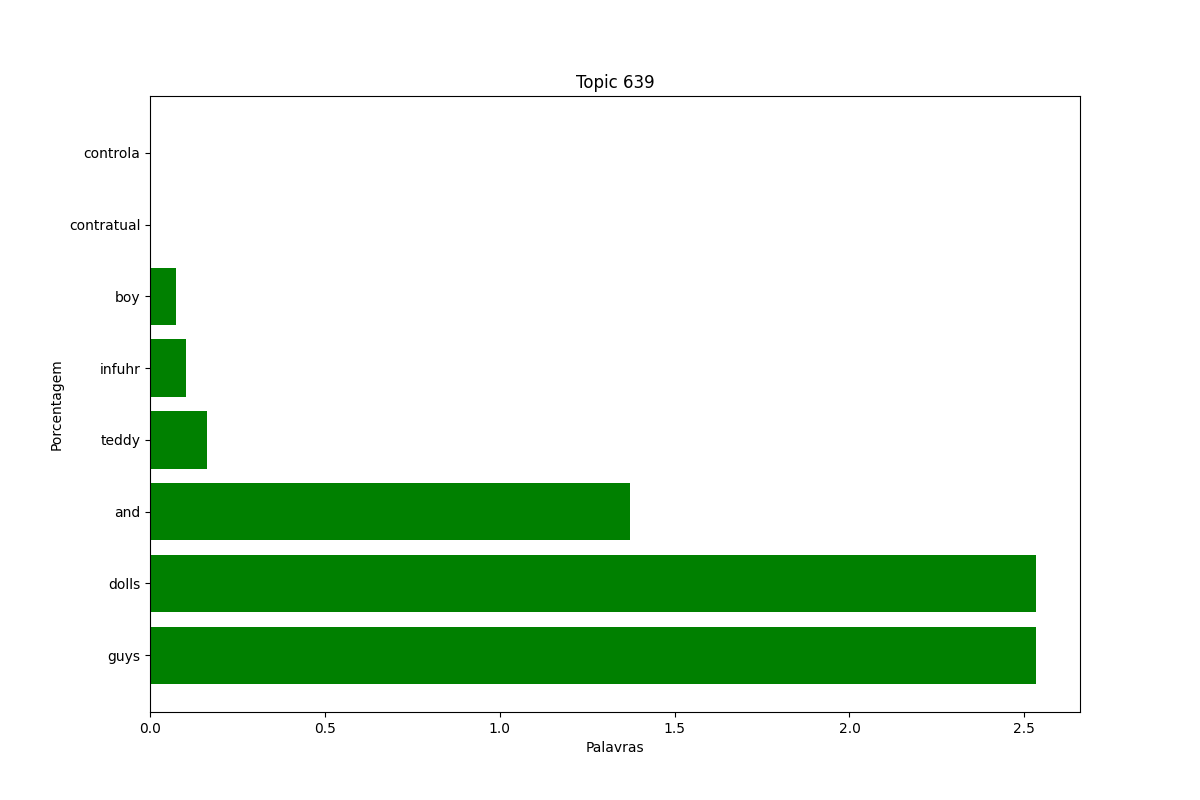 Topic 639
controla
contratual
boy
infuhr
teddy
and
dolls
guys
Porcentagem
0.0 0.5 1.0 1.5 2.0 2.5
Palavras